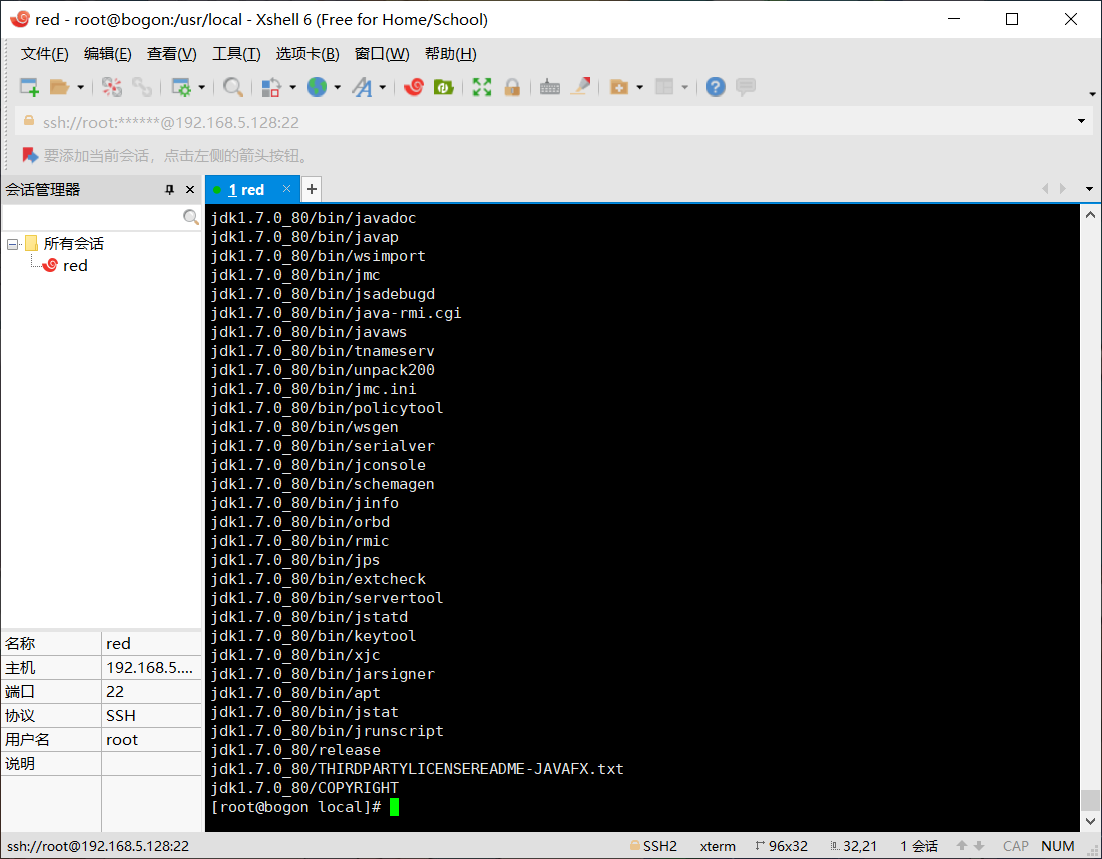 red - root@bogon:/usr/local - Xshell 6 (Free for Home/School)
文件(F) 编辑(E) 查看(V) 工具(T) 选项卡(B) 窗口(W) 帮助(H)
ssh://root:******@192.168.5.128:22
要添加当前会话，点击左侧的箭头按钮。
会话管理器
1 red
所有会话
red
名称 red
主机 192.168.5....
端口 22
协议 SSH
用户名 root
说明
jdk1.7.0_80/bin/javadoc
jdk1.7.0_80/bin/javap
jdk1.7.0_80/bin/wsimport
jdk1.7.0_80/bin/jmc
jdk1.7.0_80/bin/jsadebugd
jdk1.7.0_80/bin/java-rmi.cgi
jdk1.7.0_80/bin/javaws
jdk1.7.0_80/bin/tnameserv
jdk1.7.0_80/bin/unpack200
jdk1.7.0_80/bin/jmc.ini
jdk1.7.0_80/bin/policytool
jdk1.7.0_80/bin/wsgen
jdk1.7.0_80/bin/serialver
jdk1.7.0_80/bin/jconsole
jdk1.7.0_80/bin/schemagen
jdk1.7.0_80/bin/jinfo
jdk1.7.0_80/bin/orbd
jdk1.7.0_80/bin/rmic
jdk1.7.0_80/bin/jps
jdk1.7.0_80/bin/extcheck
jdk1.7.0_80/bin/servertool
jdk1.7.0_80/bin/jstatd
jdk1.7.0_80/bin/keytool
jdk1.7.0_80/bin/xjc
jdk1.7.0_80/bin/jarsigner
jdk1.7.0_80/bin/apt
jdk1.7.0_80/bin/jstat
jdk1.7.0_80/bin/jrunscript
jdk1.7.0_80/release
jdk1.7.0_80/THIRDPARTYLICENSEREADME-JAVAFX.txt
jdk1.7.0_80/COPYRIGHT
[root@bogon local]#
ssh://root@192.168.5.128:22 SSH2 xterm 96x32 32,21 1 会话 CAP NUM